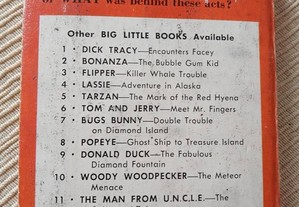 of WHAT was behind these acts?
Other BIG LITTLE BOOKS Available
1 — DICK TRACY—Encounters Facey
2 — BONANZA—The Bubble Gum Kid
3 — FLIPPER—Killer Whale Trouble
4 — LASSIE—Adventure in Alaska
5 — TARZAN—The Mark of the Red Hyena
6 — TOM AND JERRY—Meet Mr. Fingers
7 — BUGS BUNNY—Double Trouble
on Diamond Island
8 — POPEYE—Ghost Ship to Treasure Island
9 — DONALD DUCK—The Fabulous
Diamond Fountain
10 — WOODY WOODPECKER—The Meteor
Menace
11 — THE MAN FROM U.N.C.L.E.—The